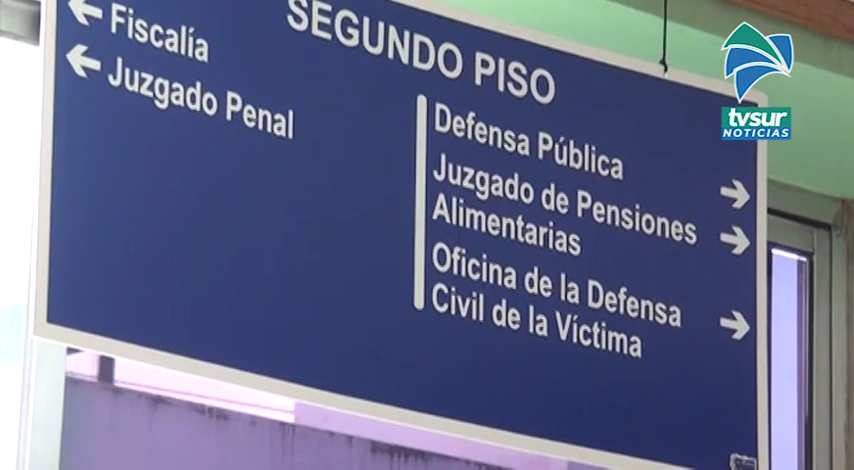 SEGUNDO PISO
Fiscalía
Juzgado Penal
Defensa Pública
Juzgado de Pensiones
Alimentarias
Oficina de la Defensa
Civil de la Víctima
tvsur
NOTICIAS